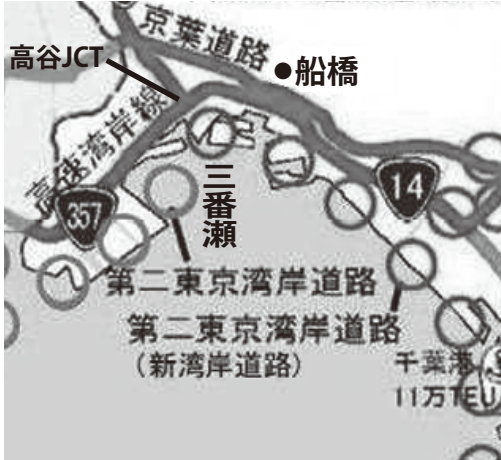 京葉道路
船橋
高谷JCT
高速湾岸線
三番瀬
14
357
第二東京湾岸道路
第二東京湾岸道路
(新湾岸道路)
千葉港
11万TEU